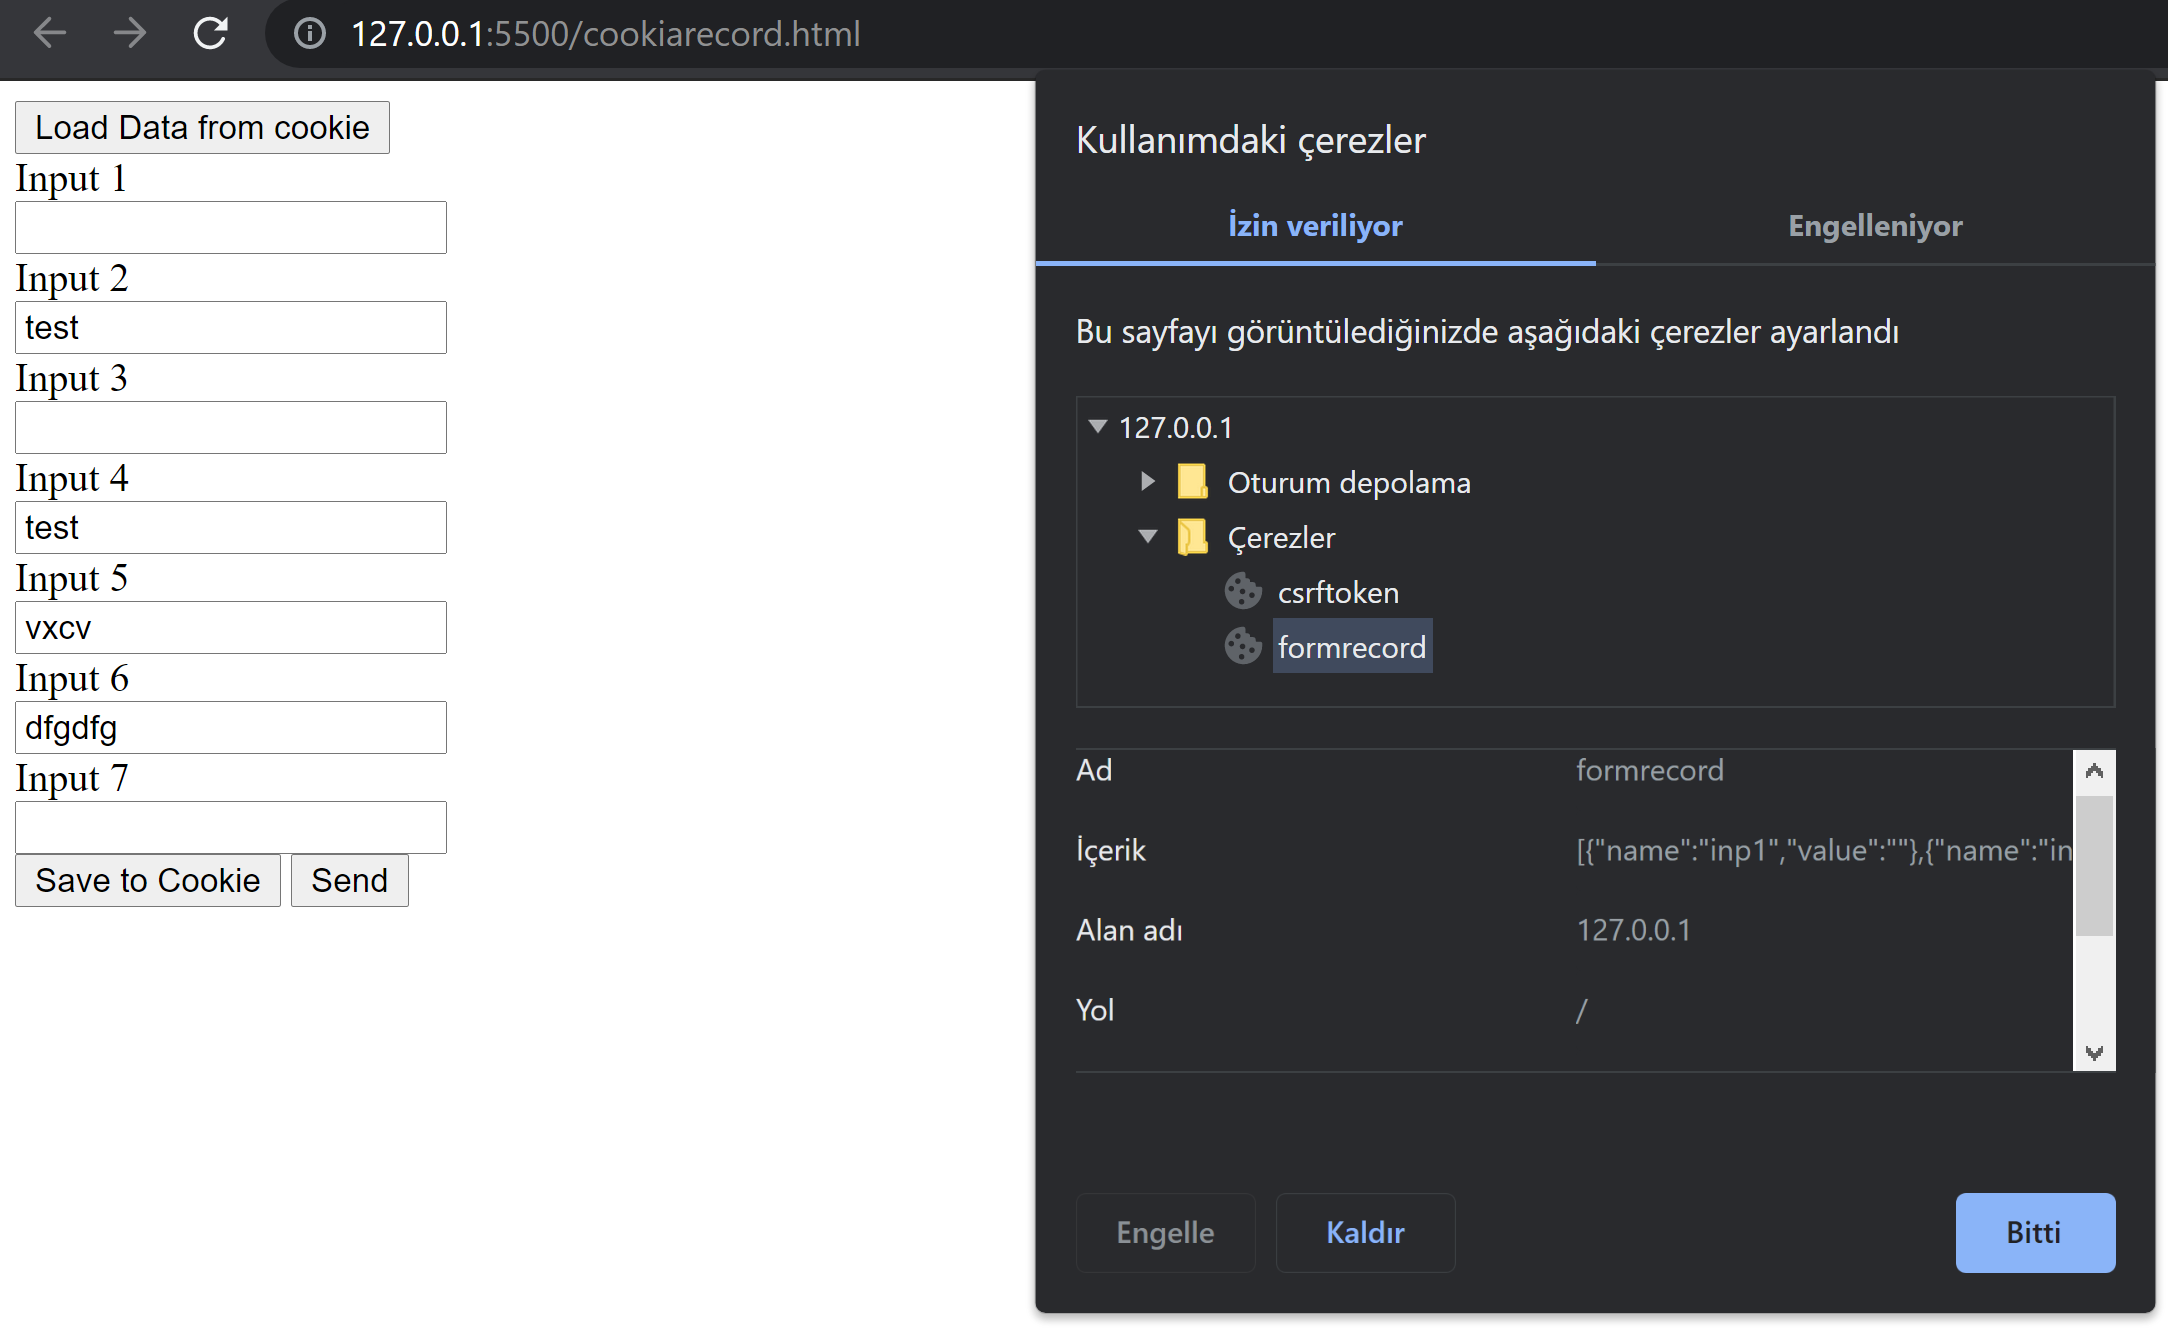 127.0.0.1:5500/cookiarecord.html
Load Data from cookie
Input 1
Input 2
test
Input 3
Input 4
test
Input 5
vxcv
Input 6
dfgdfg
Input 7
Save to Cookie Send
Kullanımdaki çerezler
İzin veriliyor Engelleniyor
Bu sayfayı görüntülediğinizde aşağıdaki çerezler ayarlandı
127.0.0.1
Oturum depolama
Çerezler
csrftoken
formrecord
Ad formrecord
İçerik [{"name":"inp1","value":""},{"name":"in
Alan adı 127.0.0.1
Yol /
Engelle Kaldır Bitti